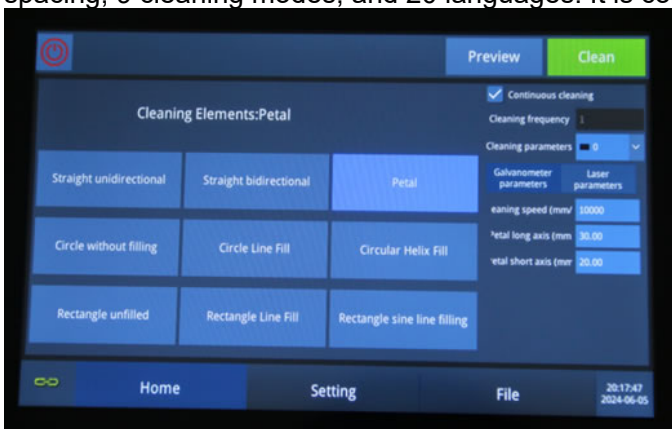 spacing, 9 cleaning modes, and 20 languages. It is co
Preview
Clean
Cleaning Elements:Petal
Continuous cleaning
Cleaning frequency 1
Cleaning parameters 0
Straight unidirectional
Straight bidirectional
Petal
Galvanometer parameters
Laser parameters
eaning speed (mm/ 10000
Circle without filling
Circle Line Fill
Circular Helix Fill
etal long axis (mm 30.00
etal short axis (mm 20.00
Rectangle unfilled
Rectangle Line Fill
Rectangle sine line filling
Home
Setting
File
20:17:47
2024-06-05